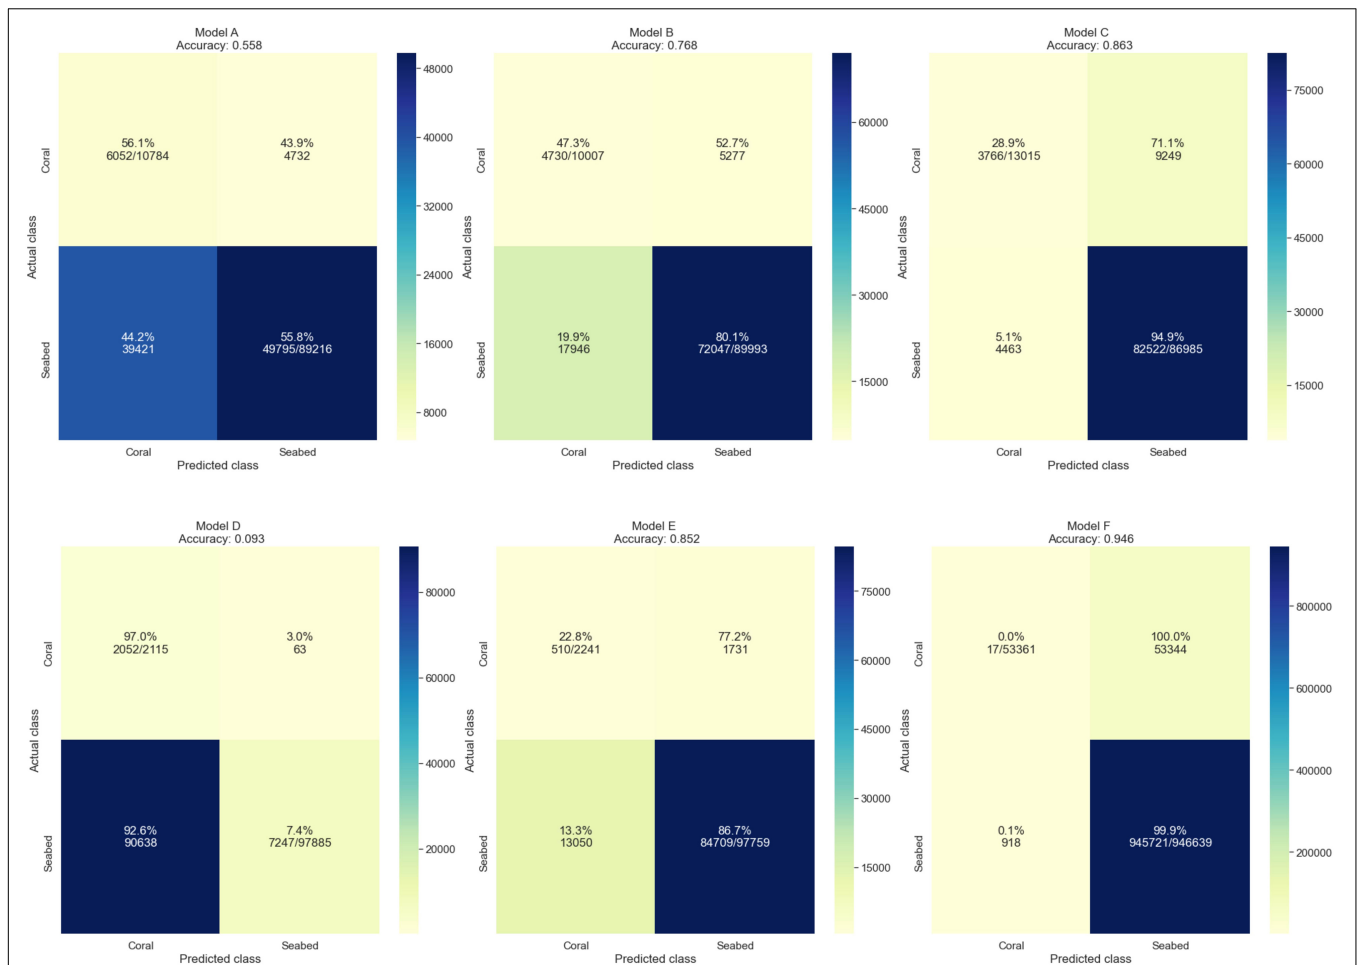 Model A
Accuracy: 0.558
56.1%
6052/10784
43.9%
4732
44.2%
39421
55.8%
49795/89216
Coral
Seabed
Actual class
Coral
Seabed
Predicted class
48000
40000
32000
24000
16000
8000
Model B
Accuracy: 0.768
47.3%
4730/10007
52.7%
5277
19.9%
17946
80.1%
72047/89993
Coral
Seabed
Actual class
Coral
Seabed
Predicted class
60000
45000
30000
15000
Model C
Accuracy: 0.863
28.9%
3766/13015
71.1%
9249
5.1%
4463
94.9%
82522/86985
Coral
Seabed
Actual class
Coral
Seabed
Predicted class
75000
60000
45000
30000
15000
Model D
Accuracy: 0.093
97.0%
2052/2115
3.0%
63
92.6%
90638
7.4%
7247/97885
Coral
Seabed
Actual class
Coral
Seabed
Predicted class
80000
60000
40000
20000
Model E
Accuracy: 0.852
22.8%
510/2241
77.2%
1731
13.3%
13050
86.7%
84709/97759
Coral
Seabed
Actual class
Coral
Seabed
Predicted class
75000
60000
45000
30000
15000
Model F
Accuracy: 0.946
0.0%
17/53361
100.0%
53344
0.1%
918
99.9%
945721/946639
Coral
Seabed
Actual class
Coral
Seabed
Predicted class
800000
600000
400000
200000